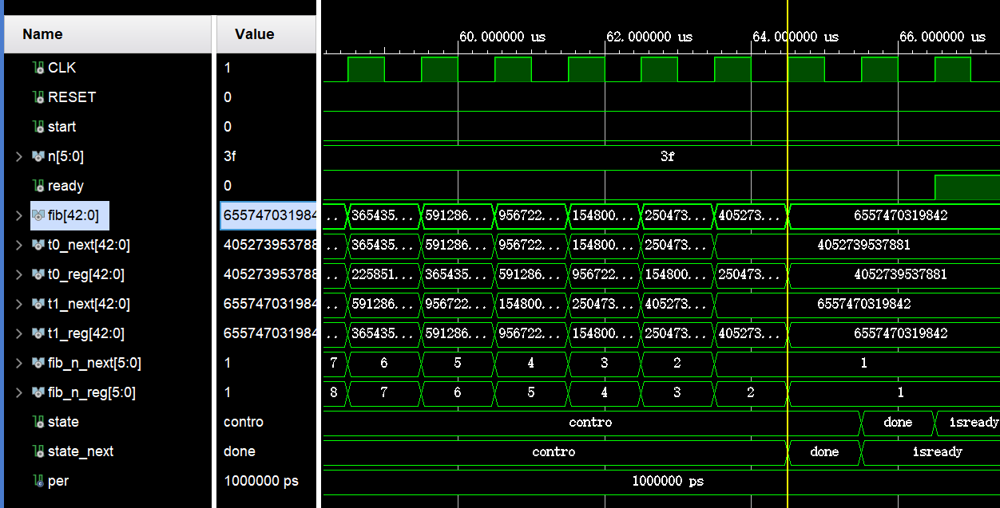 Name Value 60.000000 us 62.000000 us 64.000000 us 66.000000 us
CLK 1
RESET 0
start 0
n[5:0] 3f 3f
ready 0
fib[42:0] 655747031984 .. 365435... 591286... 956722... 154800... 250473... 405273... 6557470319842
t0_next[42:0] 405273953788 .. 365435... 591286... 956722... 154800... 250473... 4052739537881
t0_reg[42:0] 405273953788 .. 225851... 365435... 591286... 956722... 154800... 250473... 4052739537881
t1_next[42:0] 655747031984 .. 591286... 956722... 154800... 250473... 405273... 6557470319842
t1_reg[42:0] 655747031984 .. 365435... 591286... 956722... 154800... 250473... 405273... 6557470319842
fib_n_next[5:0] 1 7 6 5 4 3 2 1
fib_n_reg[5:0] 1 8 7 6 5 4 3 2 1
state contro contro done isready
state_next done contro done isready
per 1000000 ps 1000000 ps